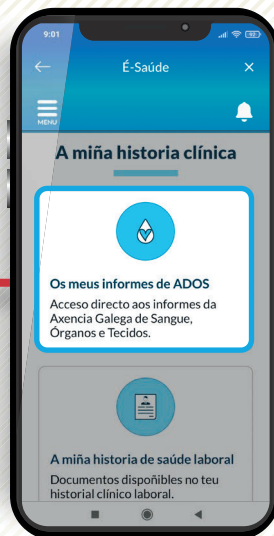 9:01
É-Saúde
MENU
A miña historia clínica
Os meus informes de ADOS
Acceso directo aos informes da
Axencia Galega de Sangue,
Órganos e Tecidos.
A miña historia de saúde laboral
Documentos dispoñibles no teu
historial clínico laboral.